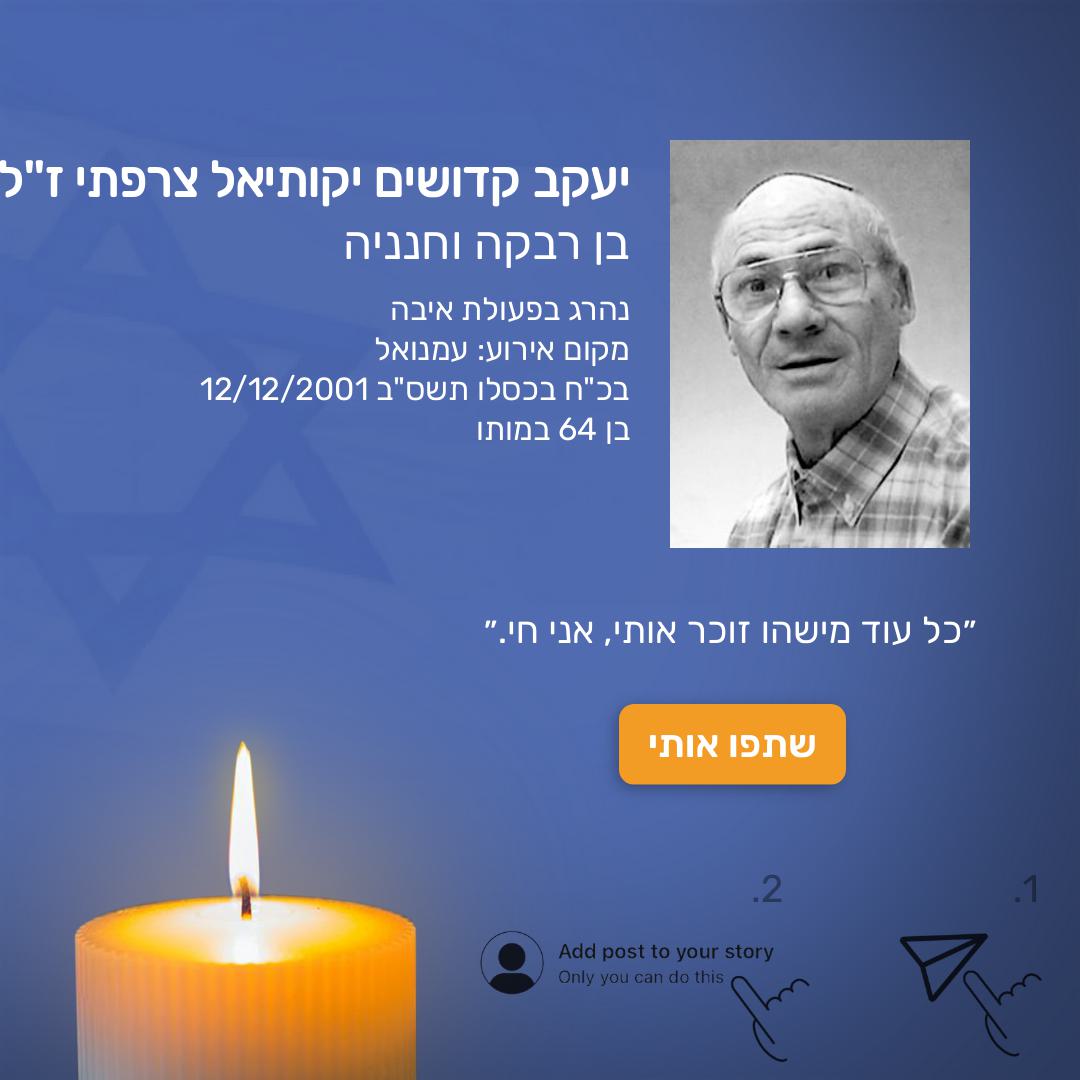 יעקב קדושים יקותיאל צרפתי ז"ל
בן רבקה וחנניה
נהרג בפעולת איבה
מקום אירוע: עמנואל
בכ"ח בכסלו תשס"ב 12/12/2001
בן 64 במותו
״כל עוד מישהו זוכר אותי, אני חי.״
שתפו אותי
.1
.2
Add post to your story
Only you can do this